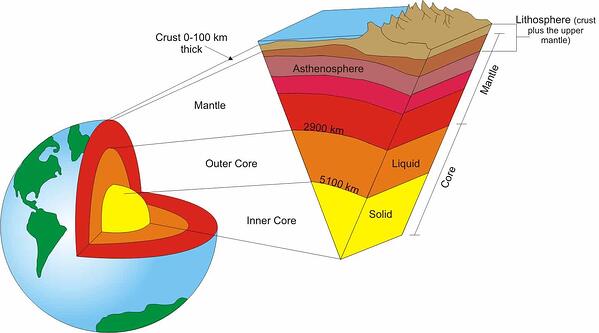 Crust 0-100 km
thick
Lithosphere (crust
plus the upper
mantle)
Asthenosphere
Mantle
Mantle
2900 km
Outer Core
Liquid
Core
5100 km
Inner Core
Solid